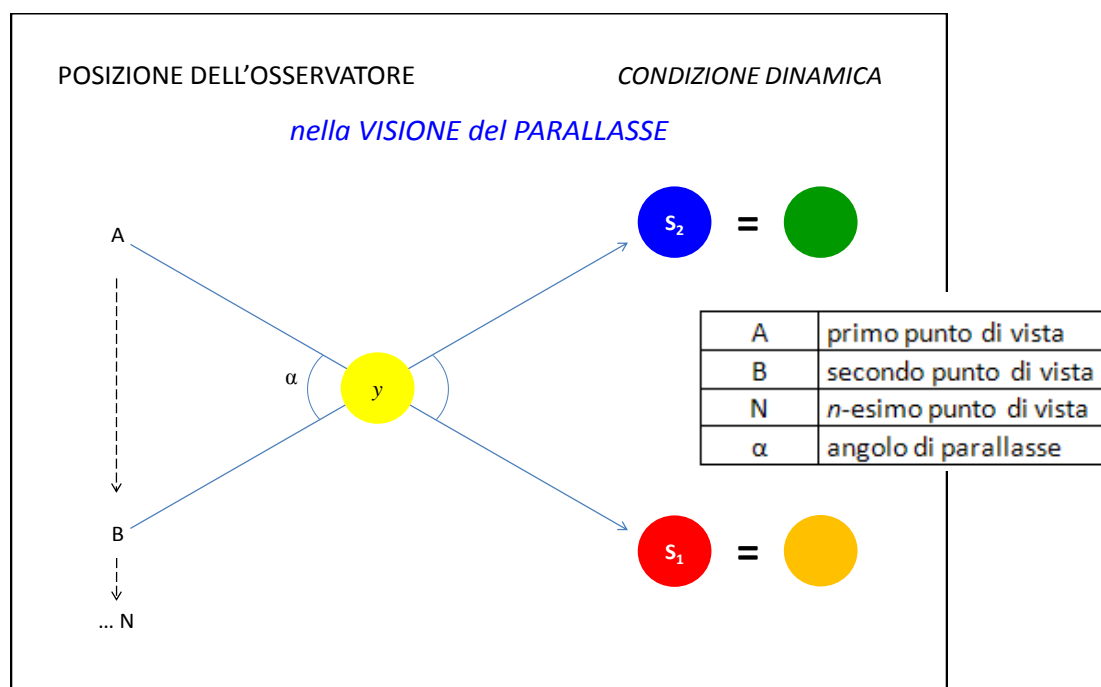 POSIZIONE DELL’OSSERVATORE
CONDIZIONE DINAMICA
nella VISIONE del PARALLASSE
A
S₂ =
α
y
B
S₁ =
... N
A primo punto di vista
B secondo punto di vista
N n-esimo punto di vista
α angolo di parallasse